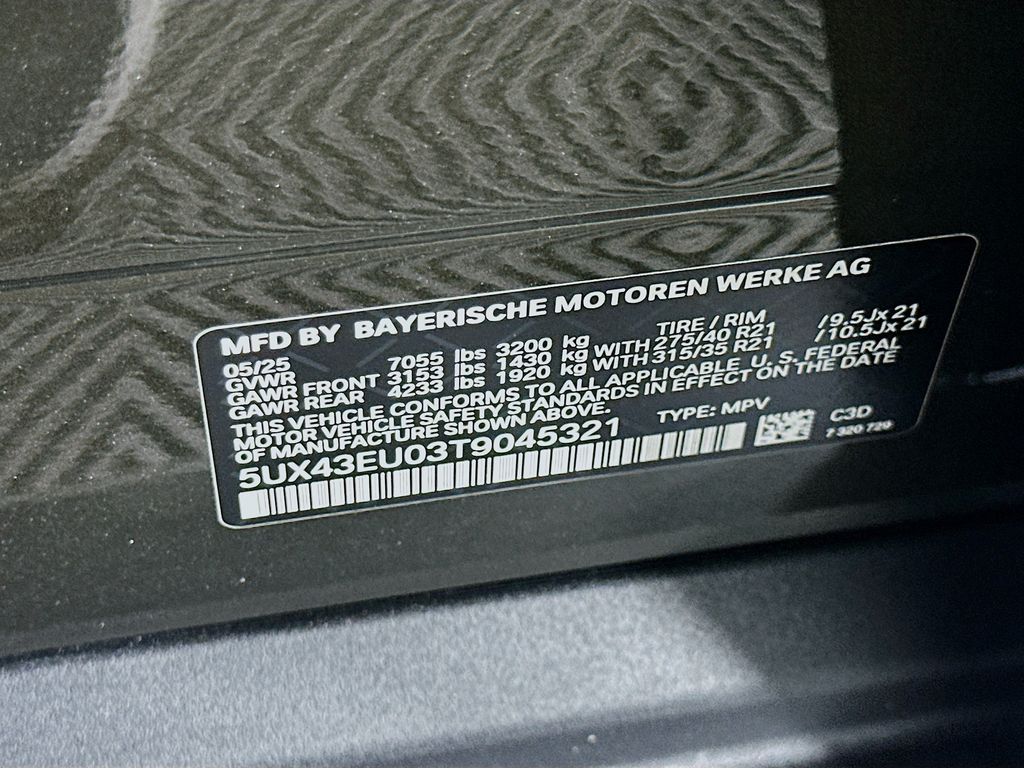 MFD BY BAYERISCHE MOTOREN WERKE AG
05/25 TIRE / RIM
GVWR 7055 lbs 3200 kg
GAWR FRONT 3153 lbs 1430 kg WITH 275/40 R21 /9.5Jx21
GAWR REAR 4233 lbs 1920 kg WITH 315/35 R21 /10.5Jx21
THIS VEHICLE CONFORMS TO ALL APPLICABLE U. S. FEDERAL
MOTOR VEHICLE SAFETY STANDARDS IN EFFECT ON THE DATE
OF MANUFACTURE SHOWN ABOVE.
TYPE: MPV C3D
5UX43EU03T9045321
7 320 729